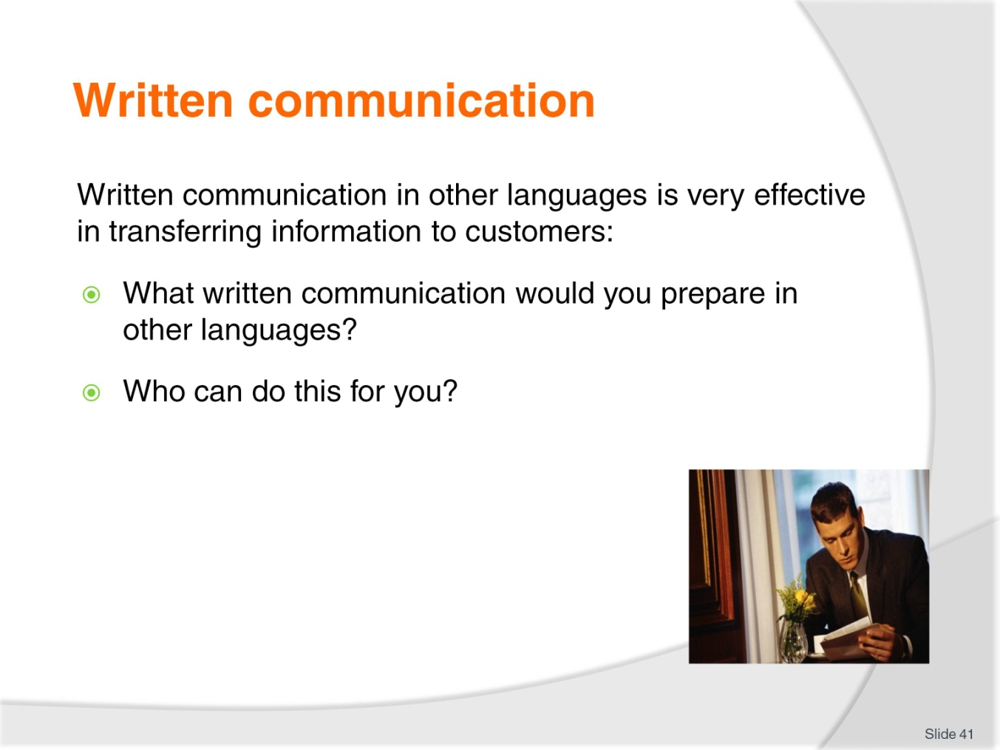 Written communication
Written communication in other languages is very effective
in transferring information to customers:
What written communication would you prepare in
other languages?
Who can do this for you?
Slide 41